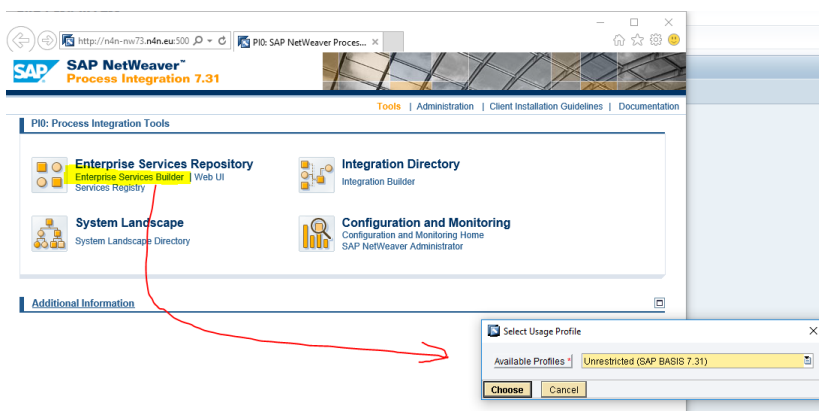 http://n4n-nw73.n4n.eu:500
PI0: SAP NetWeaver Proces...
SAP
SAP NetWeaver™
Process Integration 7.31
Tools | Administration | Client Installation Guidelines | Documentation
PI0: Process Integration Tools
Enterprise Services Repository
Enterprise Services Builder | Web UI
Services Registry
Integration Directory
Integration Builder
System Landscape
System Landscape Directory
Configuration and Monitoring
Configuration and Monitoring Home
SAP NetWeaver Administrator
Additional Information
Select Usage Profile
Available Profiles * Unrestricted (SAP BASIS 7.31)
Choose Cancel